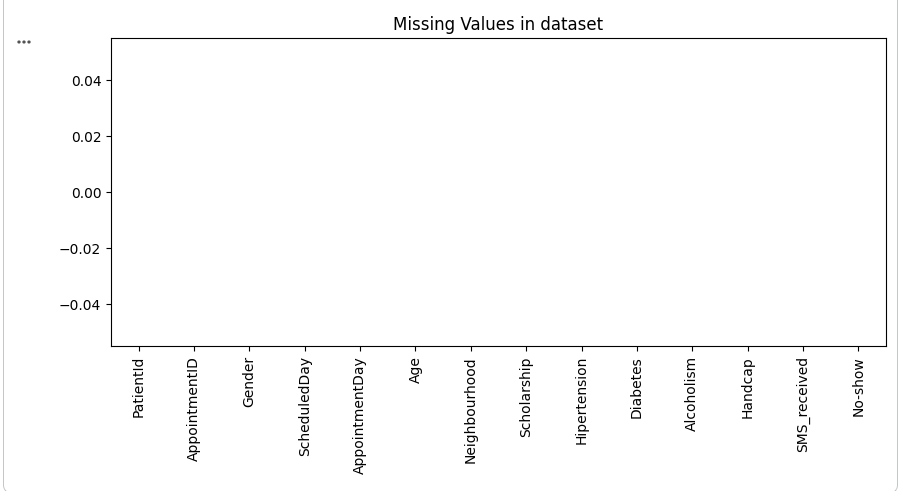 Missing Values in dataset
0.04
0.02
0.00
−0.02
−0.04
PatientId
AppointmentID
Gender
ScheduledDay
AppointmentDay
Age
Neighbourhood
Scholarship
Hipertension
Diabetes
Alcoholism
Handcap
SMS_received
No-show